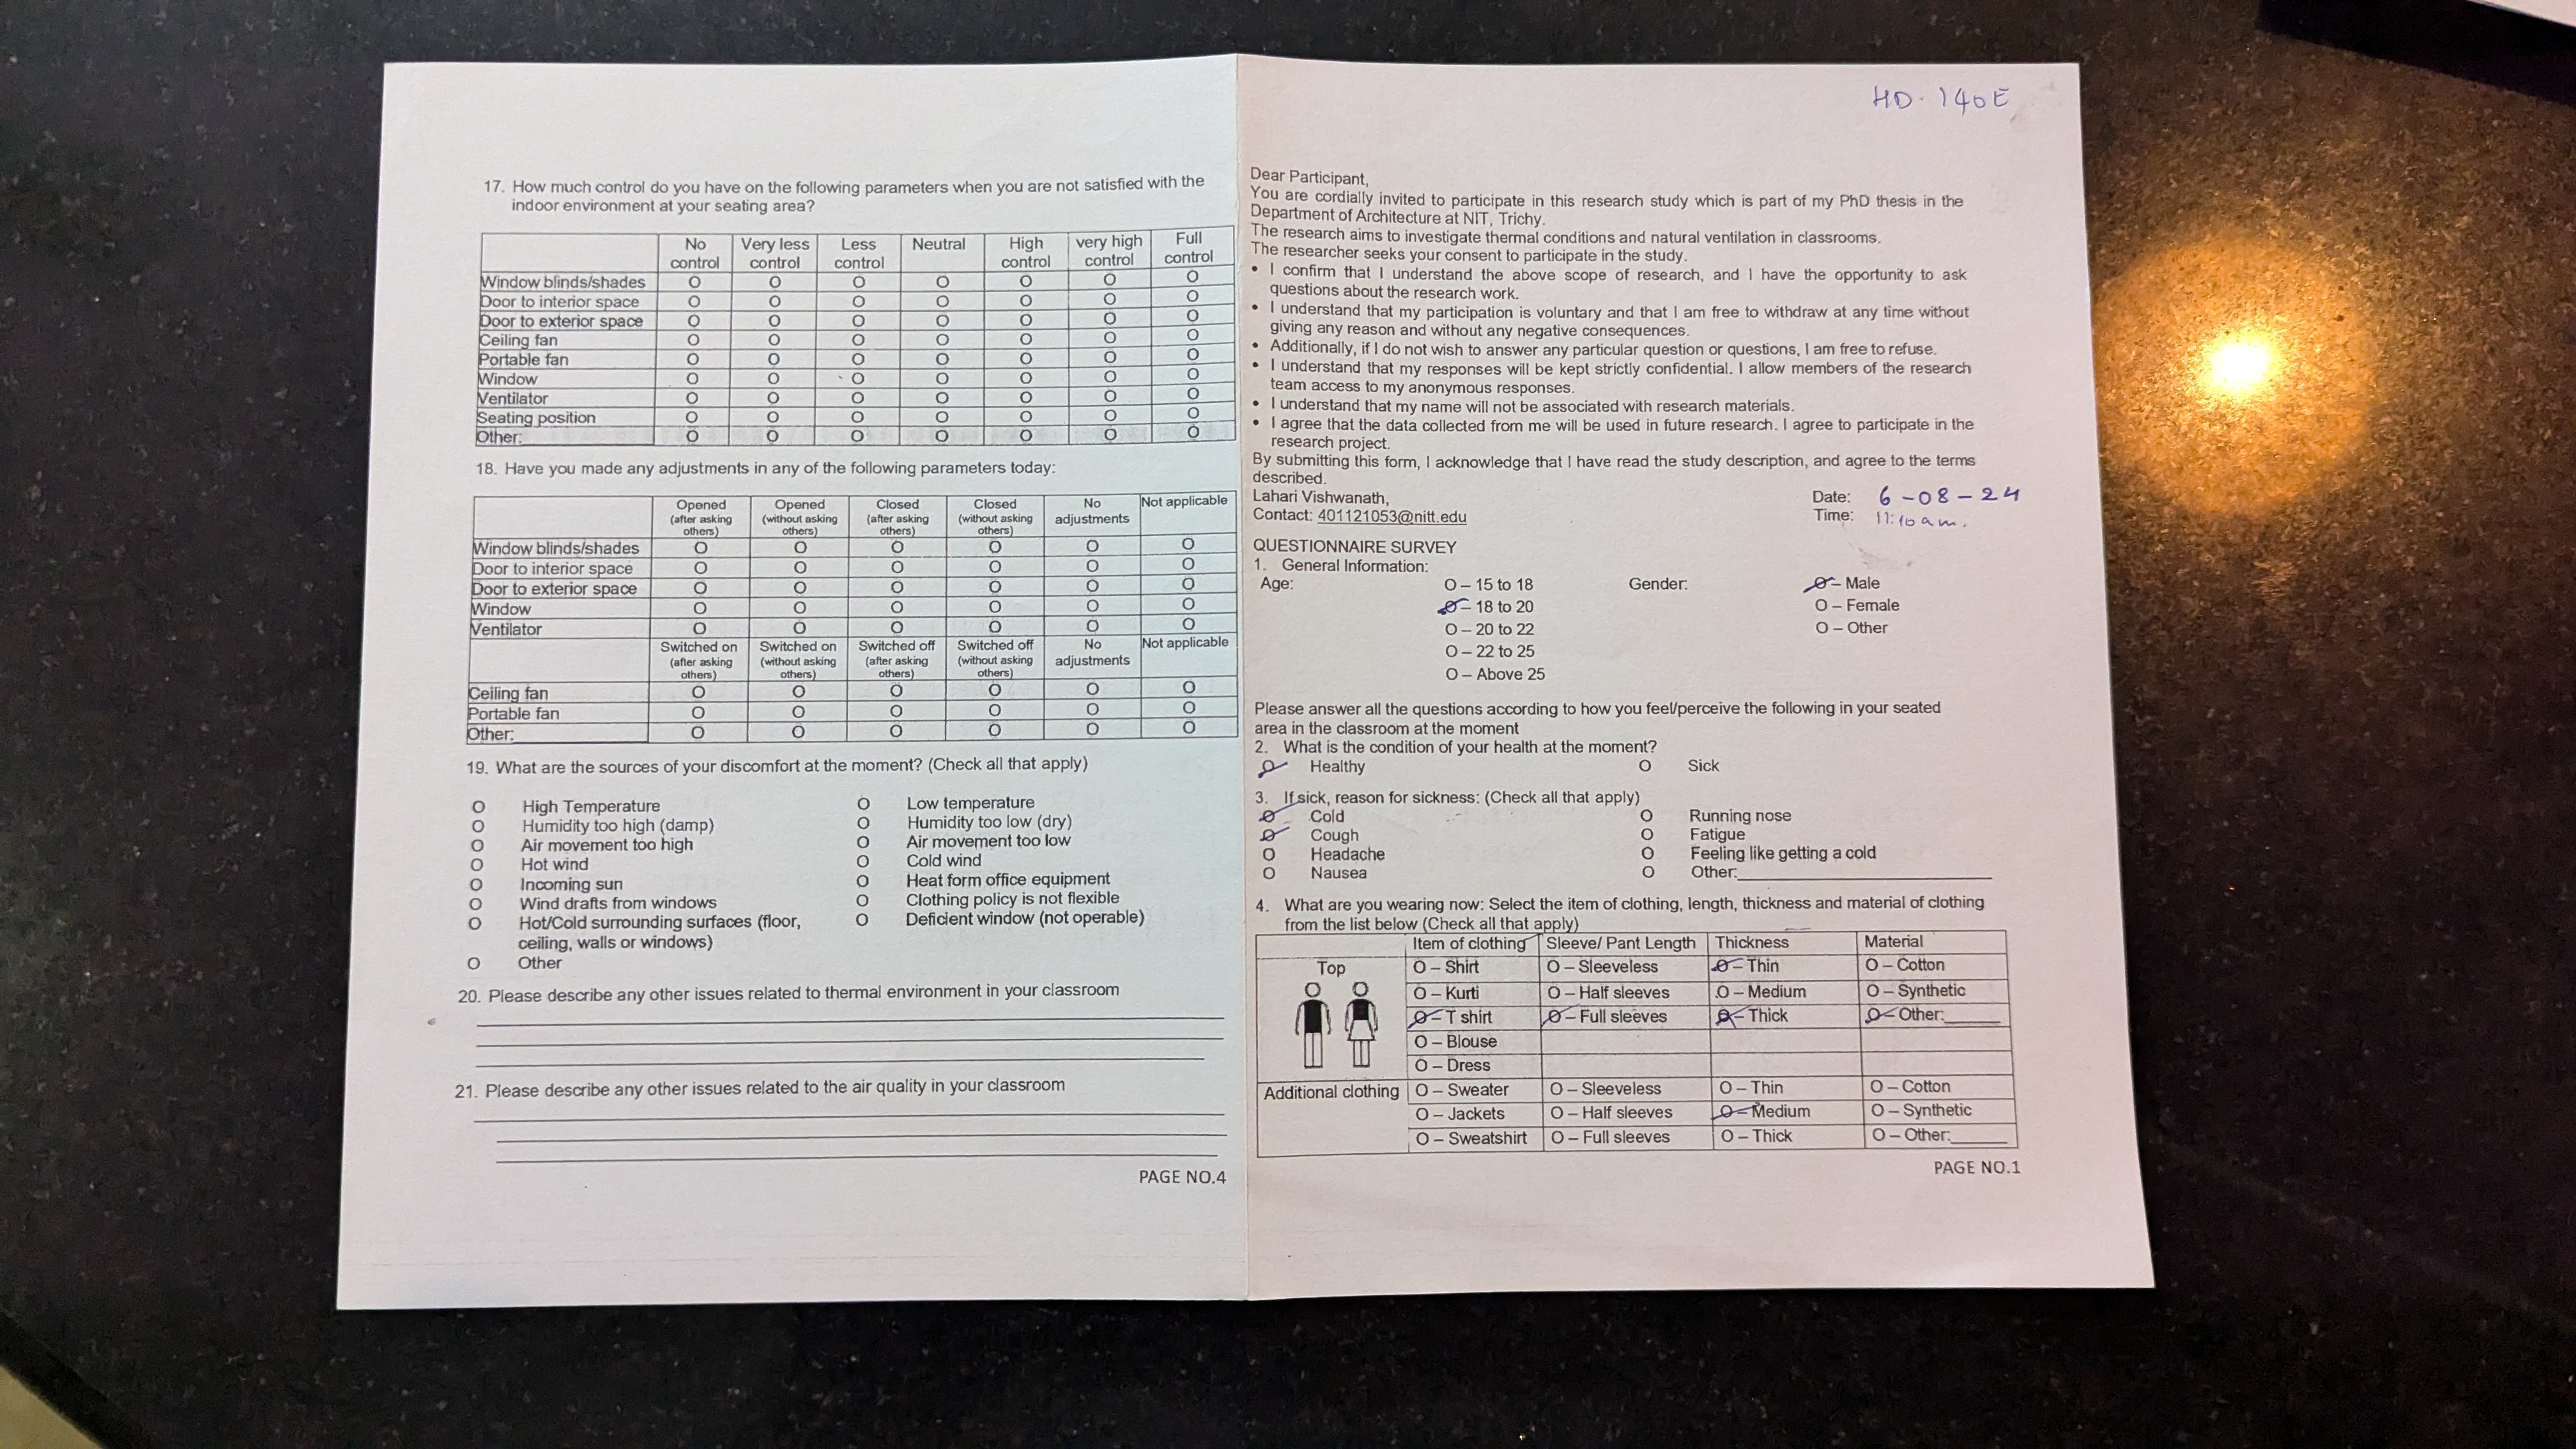 17. How much control do you have on the following parameters when you are not satisfied with the
indoor environment at your seating area?
No control Very less control Less control Neutral High control very high control Full control
Window blinds/shades O O O O O O O
Door to interior space O O O O O O O
Door to exterior space O O O O O O O
Ceiling fan O O O O O O O
Portable fan O O O O O O O
Window O O O O O O O
Ventilator O O O O O O O
Seating position O O O O O O O
Other: O O O O O O O
18. Have you made any adjustments in any of the following parameters today:
Opened (after asking others) Opened (without asking others) Closed (after asking others) Closed (without asking others) No adjustments Not applicable
Window blinds/shades O O O O O O
Door to interior space O O O O O O
Door to exterior space O O O O O O
Window O O O O O O
Ventilator O O O O O O
Switched on (after asking others) Switched on (without asking others) Switched off (after asking others) Switched off (without asking others) No adjustments Not applicable
Ceiling fan O O O O O O
Portable fan O O O O O O
Other: O O O O O O
19. What are the sources of your discomfort at the moment? (Check all that apply)
O High Temperature O Low temperature
O Humidity too high (damp) O Humidity too low (dry)
O Air movement too high O Air movement too low
O Hot wind O Cold wind
O Incoming sun O Heat form office equipment
O Wind drafts from windows O Clothing policy is not flexible
O Hot/Cold surrounding surfaces (floor, O Deficient window (not operable)
ceiling, walls or windows)
O Other
20. Please describe any other issues related to thermal environment in your classroom
21. Please describe any other issues related to the air quality in your classroom
PAGE NO.4
HD. 140E
Dear Participant,
You are cordially invited to participate in this research study which is part of my PhD thesis in the
Department of Architecture at NIT, Trichy.
The research aims to investigate thermal conditions and natural ventilation in classrooms.
The researcher seeks your consent to participate in the study.
• I confirm that I understand the above scope of research, and I have the opportunity to ask
questions about the research work.
• I understand that my participation is voluntary and that I am free to withdraw at any time without
giving any reason and without any negative consequences.
• Additionally, if I do not wish to answer any particular question or questions, I am free to refuse.
• I understand that my responses will be kept strictly confidential. I allow members of the research
team access to my anonymous responses.
• I understand that my name will not be associated with research materials.
• I agree that the data collected from me will be used in future research. I agree to participate in the
research project.
By submitting this form, I acknowledge that I have read the study description, and agree to the terms
described.
Lahari Vishwanath, Date: 6-08-24
Contact: 401121053@nitt.edu Time: 11:10am.
QUESTIONNAIRE SURVEY
1. General Information:
Age: O – 15 to 18 Gender: O – Male
O – 18 to 20 O – Female
O – 20 to 22 O – Other
O – 22 to 25
O – Above 25
Please answer all the questions according to how you feel/perceive the following in your seated
area in the classroom at the moment
2. What is the condition of your health at the moment?
O Healthy O Sick
3. If sick, reason for sickness: (Check all that apply)
O Cold O Running nose
O Cough O Fatigue
O Headache O Feeling like getting a cold
O Nausea O Other:
4. What are you wearing now: Select the item of clothing, length, thickness and material of clothing
from the list below (Check all that apply)
Item of clothing Sleeve/ Pant Length Thickness Material
Top O – Shirt O – Sleeveless O – Thin O – Cotton
O – Kurti O – Half sleeves O – Medium O – Synthetic
O – T shirt O – Full sleeves O – Thick O – Other:
O – Blouse
O – Dress
Additional clothing O – Sweater O – Sleeveless O – Thin O – Cotton
O – Jackets O – Half sleeves O – Medium O – Synthetic
O – Sweatshirt O – Full sleeves O – Thick O – Other:
PAGE NO.1